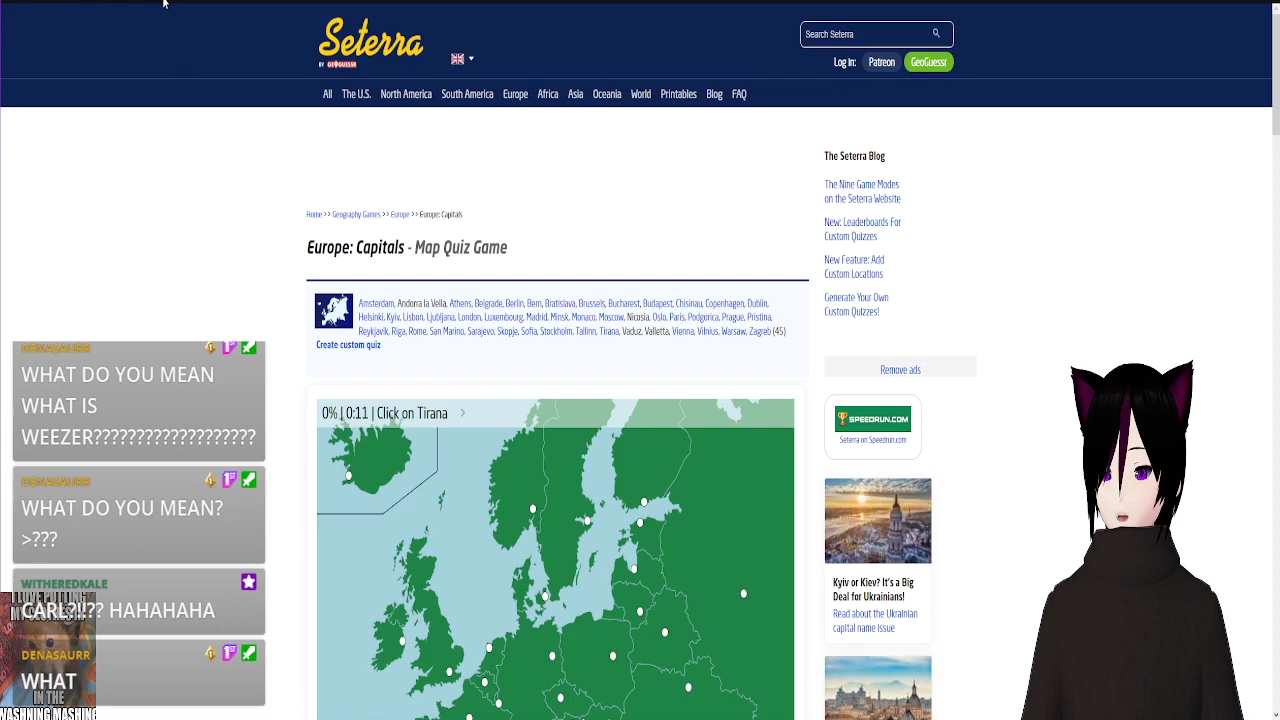 Seterra
BY GEOGUESSR
Search Seterra
Log in: Patreon GeoGuessr
All The U.S. North America South America Europe Africa Asia Oceania World Printables Blog FAQ
Home >> Geography Games >> Europe >> Europe: Capitals
Europe: Capitals - Map Quiz Game
Amsterdam, Andorra la Vella, Athens, Belgrade, Berlin, Bern, Bratislava, Brussels, Bucharest, Budapest, Chisinau, Copenhagen, Dublin,
Helsinki, Kyiv, Lisbon, Ljubljana, London, Luxembourg, Madrid, Minsk, Monaco, Moscow, Nicosia, Oslo, Paris, Podgorica, Prague, Pristina,
Reykjavik, Riga, Rome, San Marino, Sarajevo, Skopje, Sofia, Stockholm, Tallinn, Tirana, Vaduz, Valletta, Vienna, Vilnius, Warsaw, Zagreb (45)
Create custom quiz
0% | 0:11 | Click on Tirana
The Seterra Blog
The Nine Game Modes
on the Seterra Website
New: Leaderboards For
Custom Quizzes
New Feature: Add
Custom Locations
Generate Your Own
Custom Quizzes!
Remove ads
SPEEDRUN.COM
Seterra on Speedrun.com
Kyiv or Kiev? It's a Big
Deal for Ukrainians!
Read about the Ukrainian
capital name issue
DENASAURR
WHAT DO YOU MEAN
WHAT IS
WEEZER???????????????????
DENASAURR
WHAT DO YOU MEAN?
>???
WITHEREDKALE
CARL?!?? HAHAHAHA
DENASAURR
WHAT
IN THE